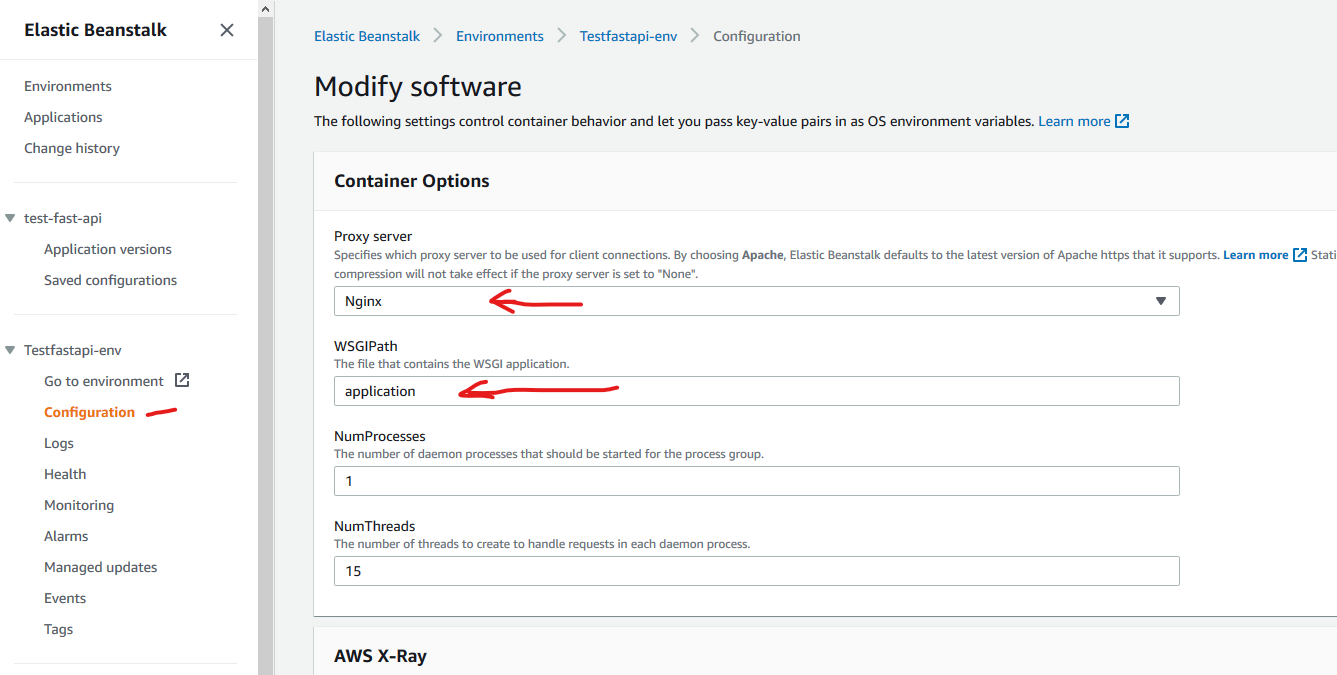 Elastic Beanstalk
Environments
Applications
Change history
test-fast-api
Application versions
Saved configurations
Testfastapi-env
Go to environment
Configuration
Logs
Health
Monitoring
Alarms
Managed updates
Events
Tags
Elastic Beanstalk > Environments > Testfastapi-env > Configuration
Modify software
The following settings control container behavior and let you pass key-value pairs in as OS environment variables. Learn more
Container Options
Proxy server
Specifies which proxy server to be used for client connections. By choosing Apache, Elastic Beanstalk defaults to the latest version of Apache https that it supports. Learn more Stati
compression will not take effect if the proxy server is set to "None".
Nginx
WSGIPath
The file that contains the WSGI application.
application
NumProcesses
The number of daemon processes that should be started for the process group.
1
NumThreads
The number of threads to create to handle requests in each daemon process.
15
AWS X-Ray